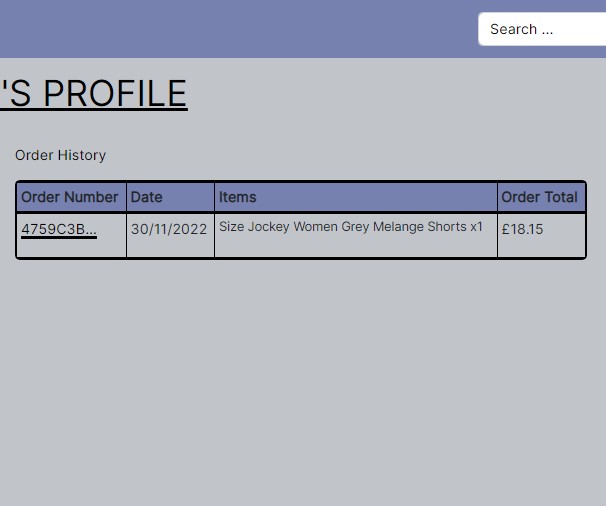 Search ...
'S PROFILE
Order History
Order Number Date Items Order Total
4759C3B... 30/11/2022 Size Jockey Women Grey Melange Shorts x1 £18.15